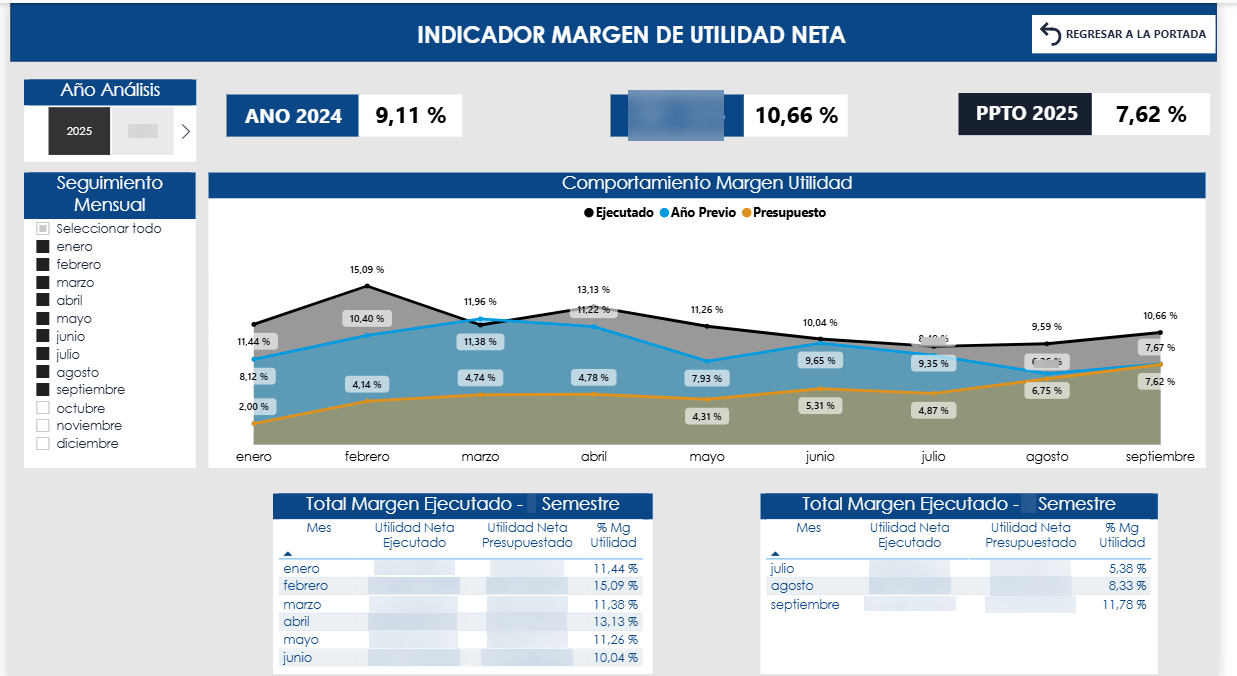 INDICADOR MARGEN DE UTILIDAD NETA
REGRESAR A LA PORTADA
Año Análisis
2025
ANO 2024
9,11 %
10,66 %
PPTO 2025
7,62 %
Seguimiento
Mensual
Seleccionar todo
enero
febrero
marzo
abril
mayo
junio
julio
agosto
septiembre
octubre
noviembre
diciembre
Comportamiento Margen Utilidad
Ejecutado Año Previo Presupuesto
15,09 %
13,13 %
11,96 %
11,26 %
10,04 %
9,59 %
10,66 %
11,44 %
10,40 %
11,38 %
11,22 %
9,65 %
9,35 %
7,67 %
8,12 %
4,14 %
4,74 %
4,78 %
7,93 %
6,75 %
7,62 %
2,00 %
4,31 %
5,31 %
4,87 %
enero febrero marzo abril mayo junio julio agosto septiembre
Total Margen Ejecutado - Semestre
Mes Utilidad Neta Ejecutado Utilidad Neta Presupuestado % Mg Utilidad
enero 11,44 %
febrero 15,09 %
marzo 11,38 %
abril 13,13 %
mayo 11,26 %
junio 10,04 %
Total Margen Ejecutado - Semestre
Mes Utilidad Neta Ejecutado Utilidad Neta Presupuestado % Mg Utilidad
julio 5,38 %
agosto 8,33 %
septiembre 11,78 %